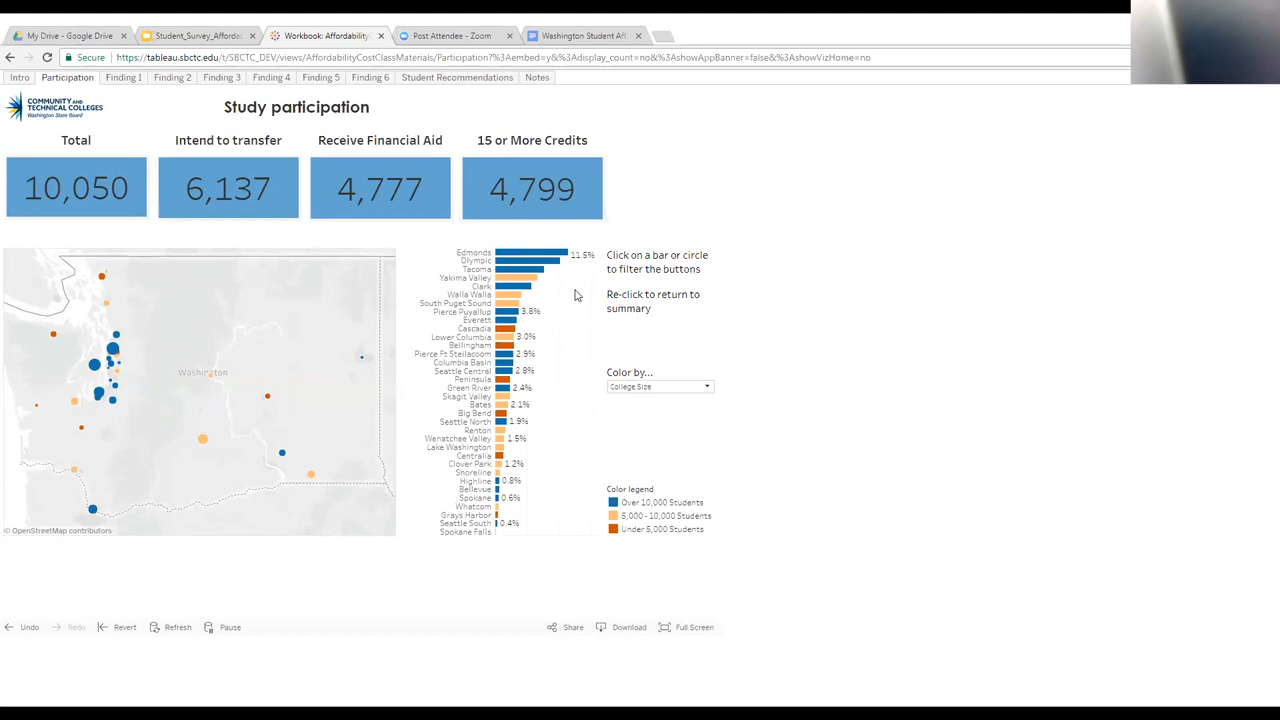 My Drive - Google Drive
Student_Survey_Afforda
Workbook: Affordability
Post Attendee - Zoom
Washington Student Aff
Secure
https://tableau.sbctc.edu/t/SBCTC_DEV/views/AffordabilityCostClassMaterials/Participation?%3Aembed=y&%3Adisplay_count=no&%3AshowAppBanner=false&%3AshowVizHome=no
Intro
Participation
Finding 1
Finding 2
Finding 3
Finding 4
Finding 5
Finding 6
Student Recommendations
Notes
COMMUNITY AND
TECHNICAL COLLEGES
Washington State Board
Study participation
Total
Intend to transfer
Receive Financial Aid
15 or More Credits
10,050
6,137
4,777
4,799
Washington
© OpenStreetMap contributors
Edmonds 11.5%
Olympic
Tacoma
Yakima Valley
Clark
Walla Walla
South Puget Sound
Pierce Puyallup 3.8%
Everett
Cascadia
Lower Columbia 3.0%
Bellingham
Pierce Ft Steilacoom 2.9%
Columbia Basin
Seattle Central 2.8%
Peninsula
Green River 2.4%
Skagit Valley
Bates 2.1%
Big Bend
Seattle North 1.9%
Renton
Wenatchee Valley 1.5%
Lake Washington
Centralia
Clover Park 1.2%
Shoreline
Highline 0.8%
Bellevue
Spokane 0.6%
Whatcom
Grays Harbor
Seattle South 0.4%
Spokane Falls
Click on a bar or circle
to filter the buttons
Re-click to return to
summary
Color by...
College Size
Color legend
Over 10,000 Students
5,000 - 10,000 Students
Under 5,000 Students
Undo
Redo
Revert
Refresh
Pause
Share
Download
Full Screen